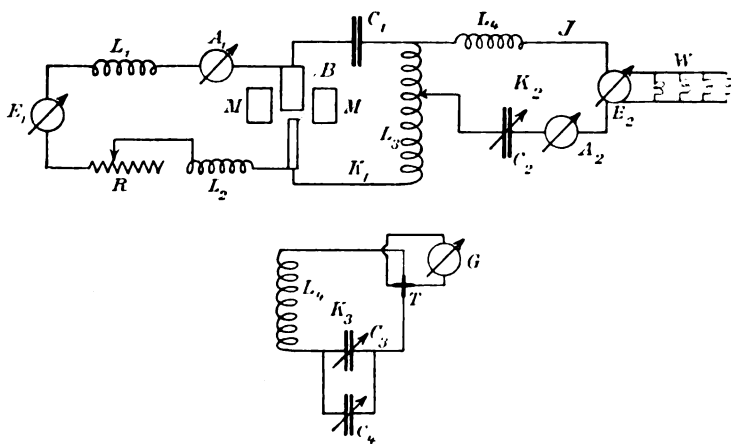 C₁
L₄
J
L₁
A₁
B
K₂
W
E₁
M
M
L₃
E₂
C₂
A₂
R
L₂
K₁
G
L₄
T
K₃
C₃
C₄